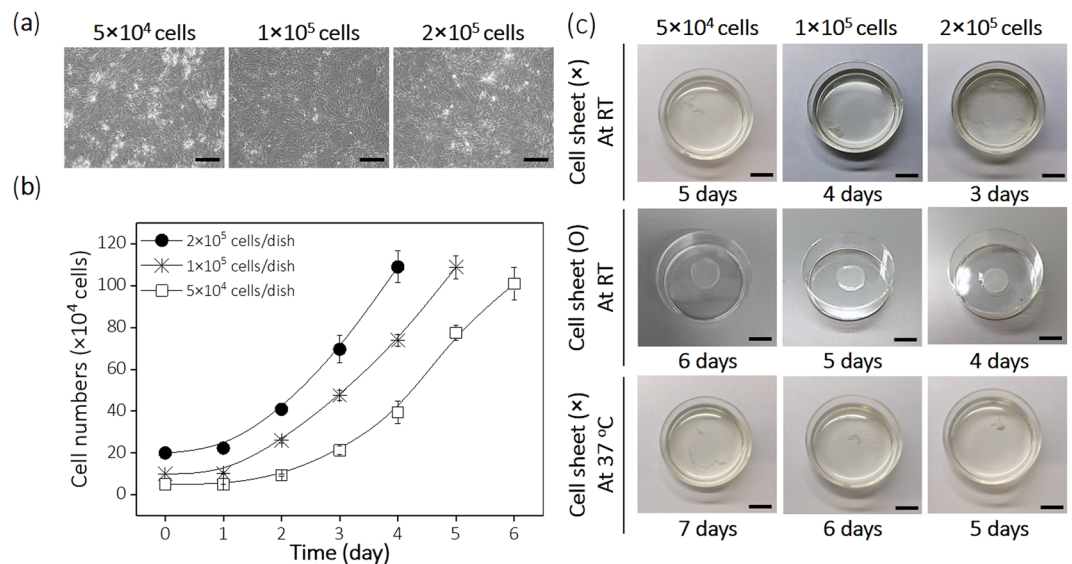 (a)
5×10⁴ cells 1×10⁵ cells 2×10⁵ cells
(b)
Cell numbers (×10⁴ cells)
120
100
80
60
40
20
0
2×10⁵ cells/dish
1×10⁵ cells/dish
5×10⁴ cells/dish
0 1 2 3 4 5 6
Time (day)
(c)
5×10⁴ cells 1×10⁵ cells 2×10⁵ cells
Cell sheet (×)
At RT
5 days 4 days 3 days
Cell sheet (O)
At RT
6 days 5 days 4 days
Cell sheet (×)
At 37 ºC
7 days 6 days 5 days